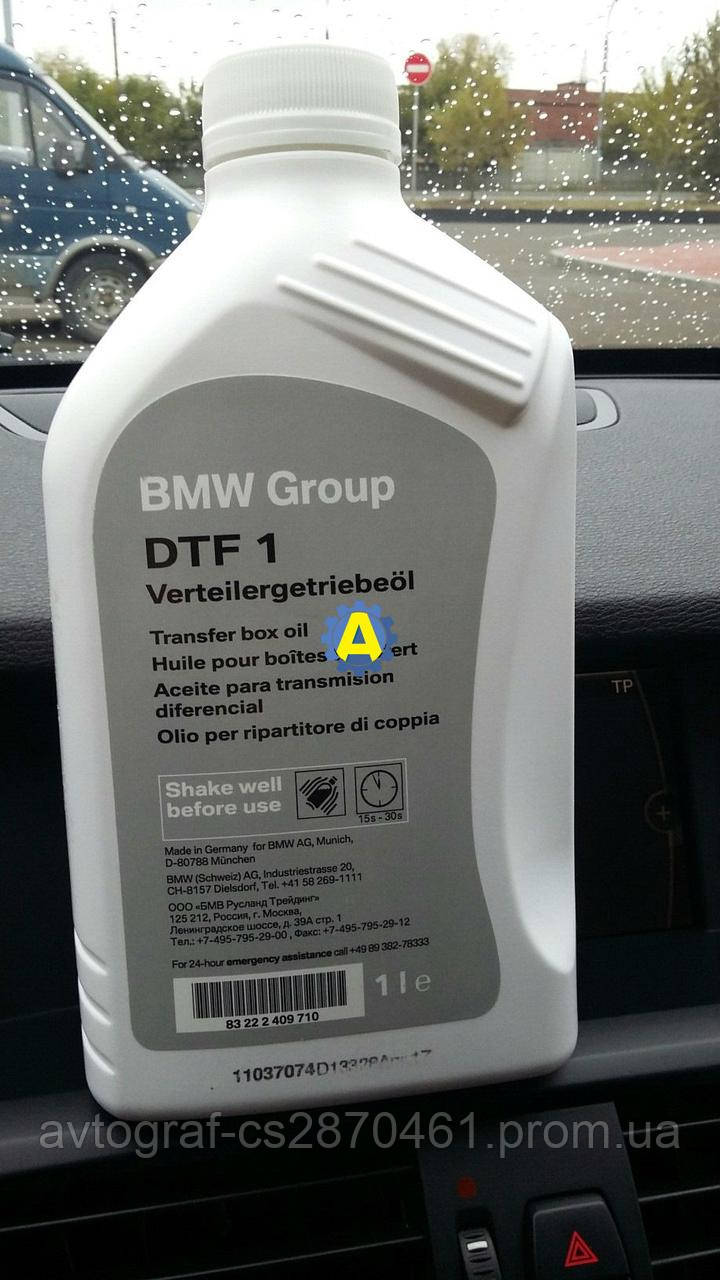 BMW Group
DTF 1
Verteilergetriebeöl
Transfer box oil
Huile pour boîtes
Aceite para transmision
diferencial
Olio per ripartitore di coppia
Shake well
before use
15s - 30s
Made in Germany for BMW AG, Munich,
D-80788 München
BMW (Schweiz) AG, Industriestrasse 20,
CH-8157 Dielsdorf, Tel. +41 58 269-1111
ООО «БМВ Русланд Трейдинг»
125 212, Россия, г. Москва,
Ленинградское шоссе, д. 39А стр. 1
Тел.: +7-495-795-29-00, Факс: +7-495-795-29-12
For 24-hour emergency assistance call +49 89 382-78333
1 l e
83 22 2 409 710
A
TP
avtograf-cs2870461.prom.ua